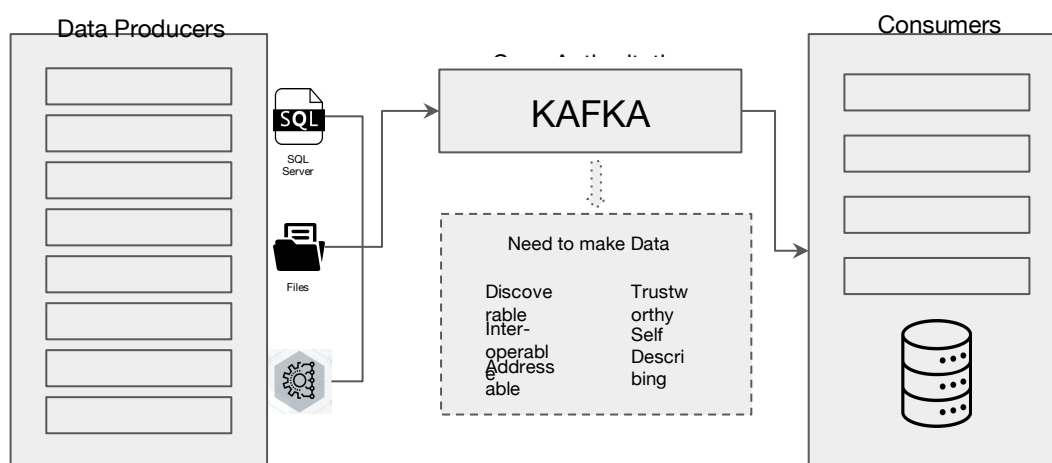 Data Producers
Consumers
KAFKA
SQL
SQL
Server
Need to make Data
Files
Discove
rable
Inter-
operabl
e
Address
able
Trustw
orthy
Self
Descri
bing